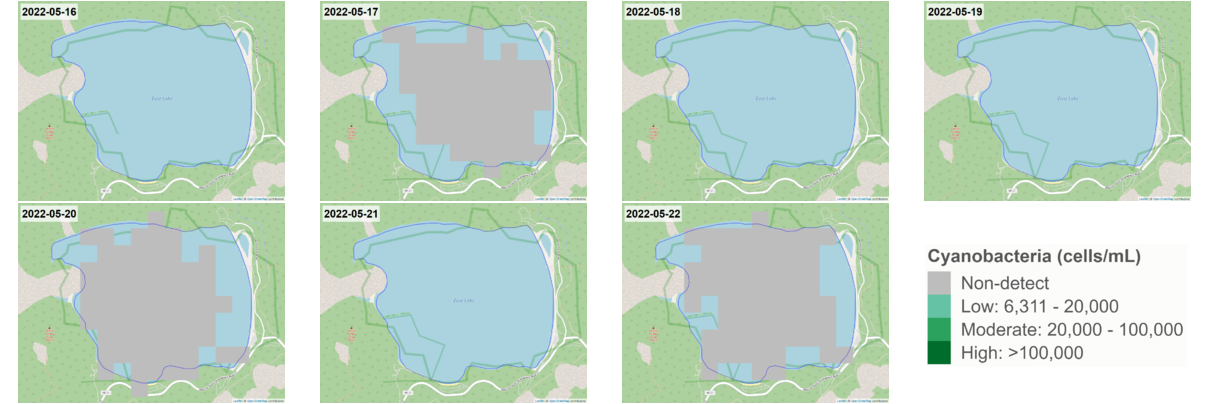 2022-05-16
2022-05-17
2022-05-18
2022-05-19
2022-05-20
2022-05-21
2022-05-22
Cyanobacteria (cells/mL)
Non-detect
Low: 6,311 - 20,000
Moderate: 20,000 - 100,000
High: >100,000